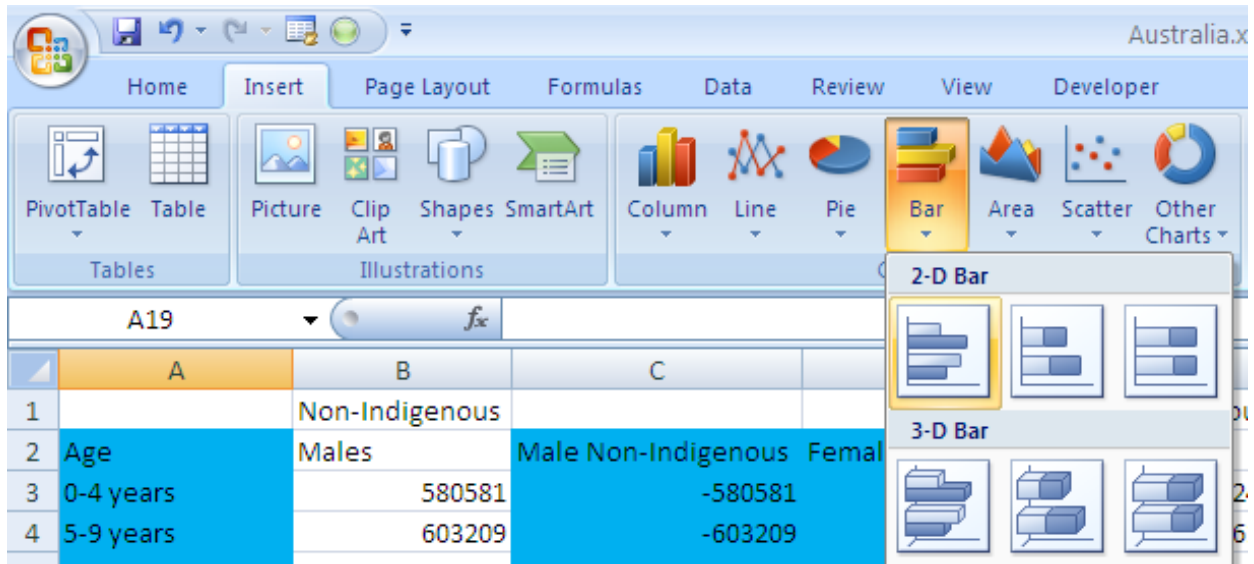 Australia.x
Home Insert Page Layout Formulas Data Review View Developer
PivotTable Table Picture Clip Art Shapes SmartArt Column Line Pie Bar Area Scatter Other Charts
Tables Illustrations
2-D Bar
A19 fx
A B C
1 Non-Indigenous
3-D Bar
2 Age Males Male Non-Indigenous Femal
3 0-4 years 580581 -580581
4 5-9 years 603209 -603209